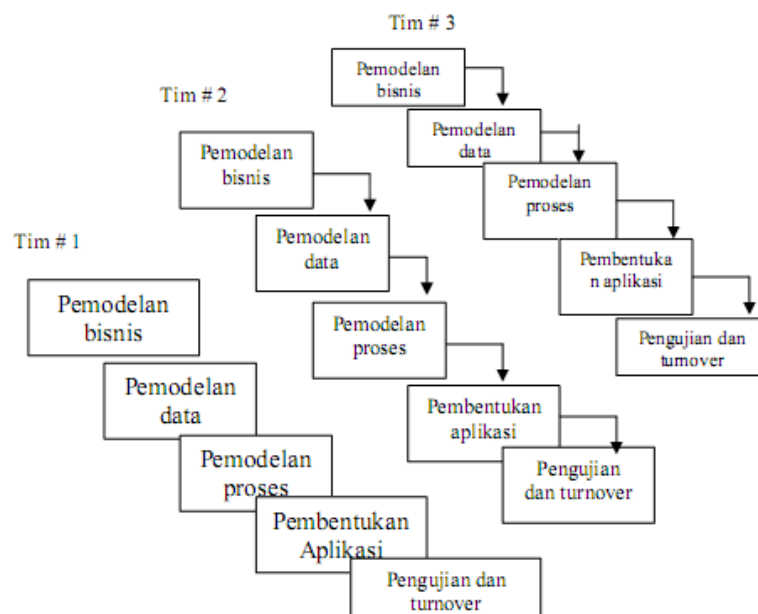 Tim # 3
Pemodelan
bisnis
Pemodelan
data
Pemodelan
proses
Pembentuka
n aplikasi
Pengujian dan
turnover
Tim # 2
Pemodelan
bisnis
Pemodelan
data
Pemodelan
proses
Pembentukan
aplikasi
Pengujian
dan turnover
Tim # 1
Pemodelan
bisnis
Pemodelan
data
Pemodelan
proses
Pembentukan
Aplikasi
Pengujian dan
turnover